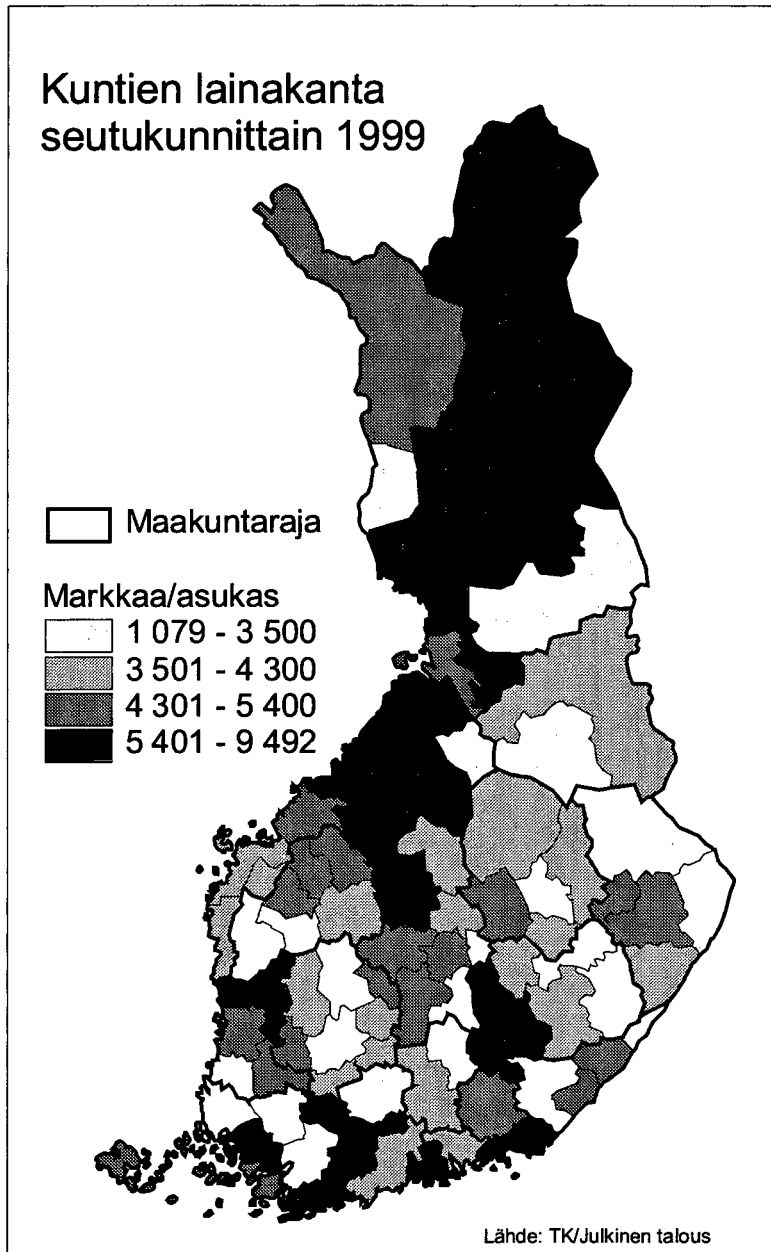 Kuntien lainakanta
seutukunnittain 1999
Maakuntaraja
Markkaa/asukas
1 079 - 3 500
3 501 - 4 300
4 301 - 5 400
5 401 - 9 492
Lähde: TK/Julkinen talous